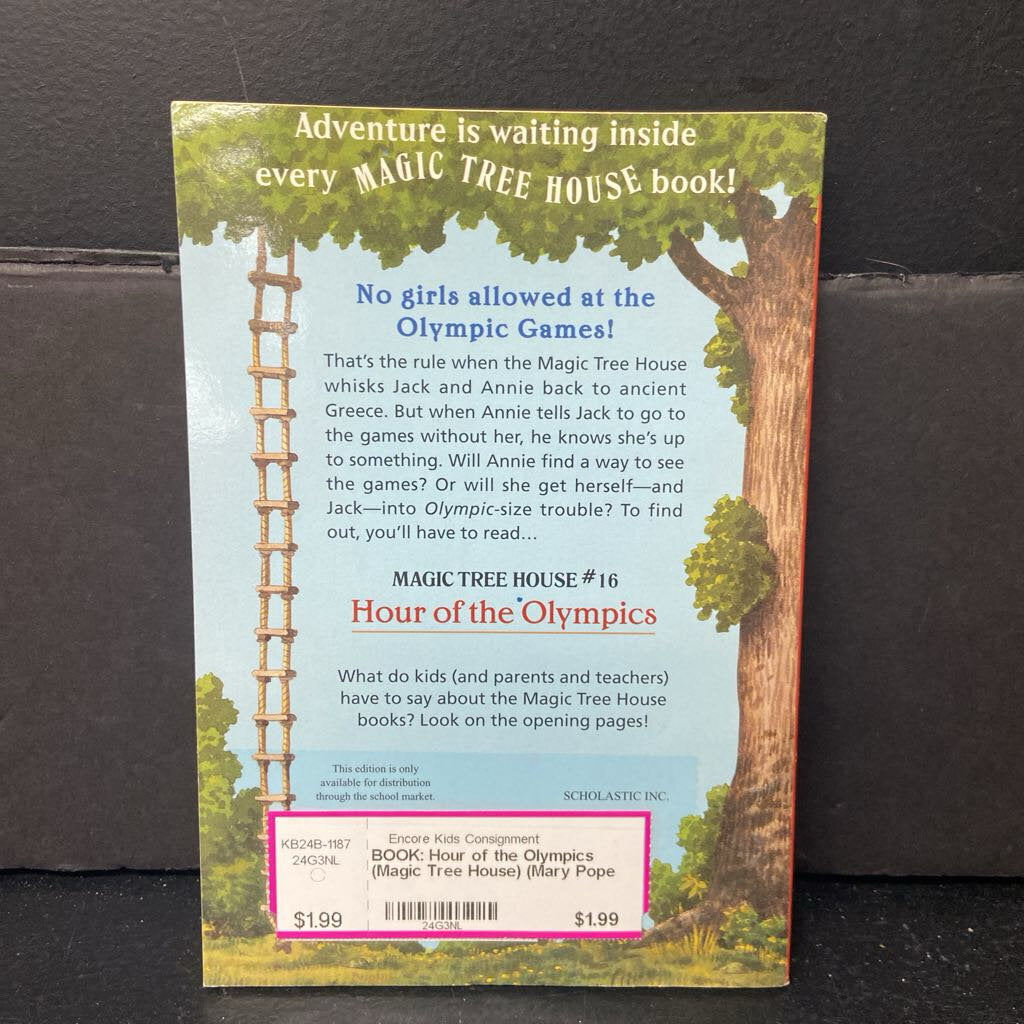 Adventure is waiting inside
every MAGIC TREE HOUSE book!
No girls allowed at the
Olympic Games!
That's the rule when the Magic Tree House
whisks Jack and Annie back to ancient
Greece. But when Annie tells Jack to go to
the games without her, he knows she's up
to something. Will Annie find a way to see
the games? Or will she get herself—and
Jack—into Olympic-size trouble? To find
out, you'll have to read...
MAGIC TREE HOUSE #16
Hour of the Olympics
What do kids (and parents and teachers)
have to say about the Magic Tree House
books? Look on the opening pages!
This edition is only
available for distribution
through the school market.
SCHOLASTIC INC.
KB24B-1187
24G3NL
$1.99
Encore Kids Consignment
BOOK: Hour of the Olympics
(Magic Tree House) (Mary Pope
24G3NL
$1.99